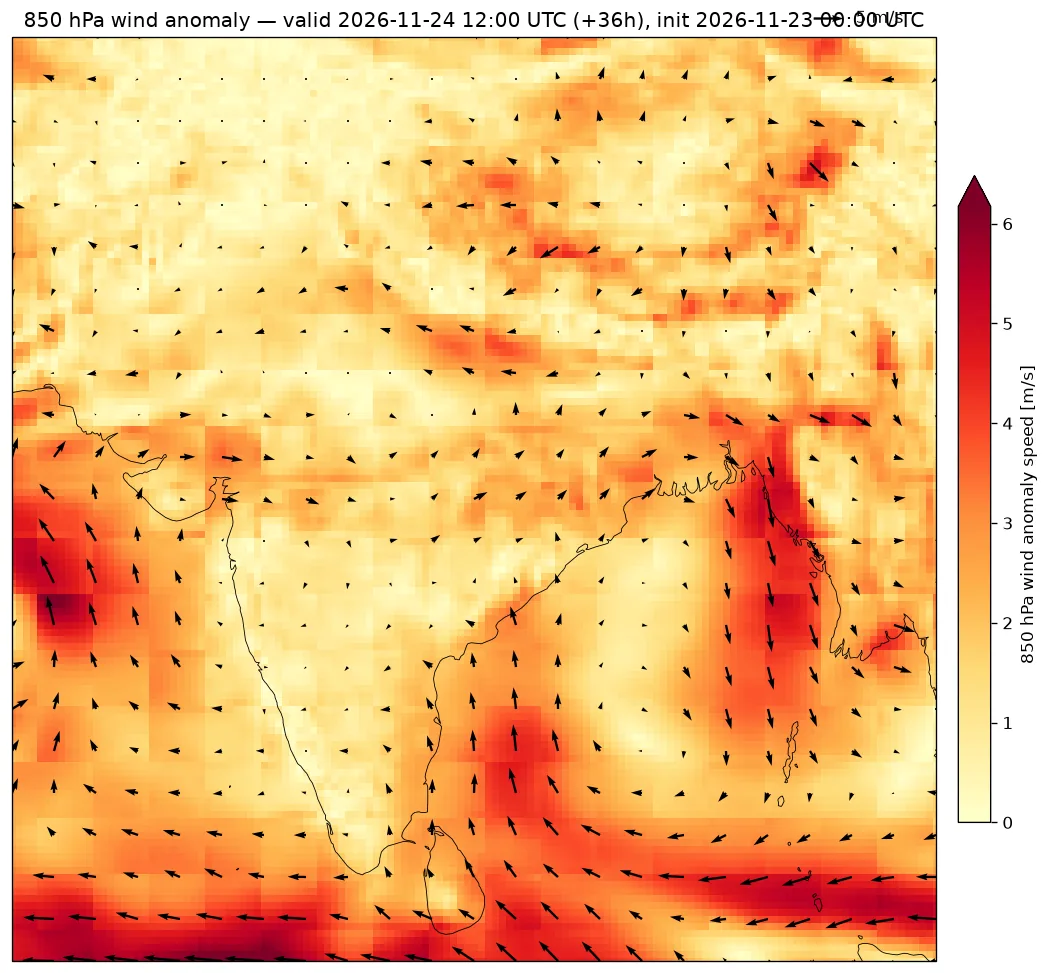 850 hPa wind anomaly — valid 2026-11-24 12:00 UTC (+36h), init 2026-11-23 00:00 UTC
5 m/s
6
5
4
3
2
1
0
850 hPa wind anomaly speed [m/s]